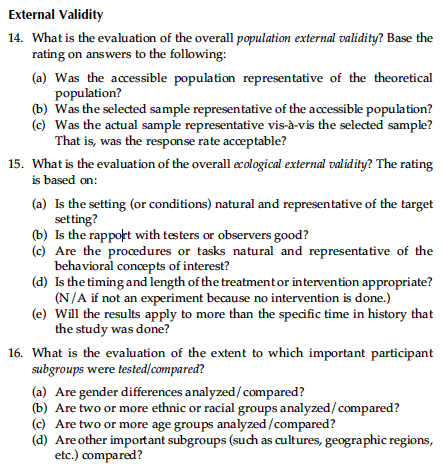 External Validity
14. What is the evaluation of the overall population external validity? Base the
rating on answers to the following:
(a) Was the accessible population representative of the theoretical
population?
(b) Was the selected sample representative of the accessible population?
(c) Was the actual sample representative vis-à-vis the selected sample?
That is, was the response rate acceptable?
15. What is the evaluation of the overall ecological external validity? The rating
is based on:
(a) Is the setting (or conditions) natural and representative of the target
setting?
(b) Is the rapport with testers or observers good?
(c) Are the procedures or tasks natural and representative of the
behavioral concepts of interest?
(d) Is the timing and length of the treatment or intervention appropriate?
(N/A if not an experiment because no intervention is done.)
(e) Will the results apply to more than the specific time in history that
the study was done?
16. What is the evaluation of the extent to which important participant
subgroups were tested/compared?
(a) Are gender differences analyzed/compared?
(b) Are two or more ethnic or racial groups analyzed/compared?
(c) Are two or more age groups analyzed/compared?
(d) Are other important subgroups (such as cultures, geographic regions,
etc.) compared?